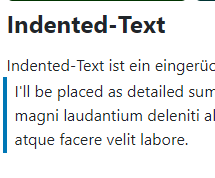 Indented-Text
Indented-Text ist ein eingerüc
I'll be placed as detailed sum
magni laudantium deleniti al
atque facere velit labore.